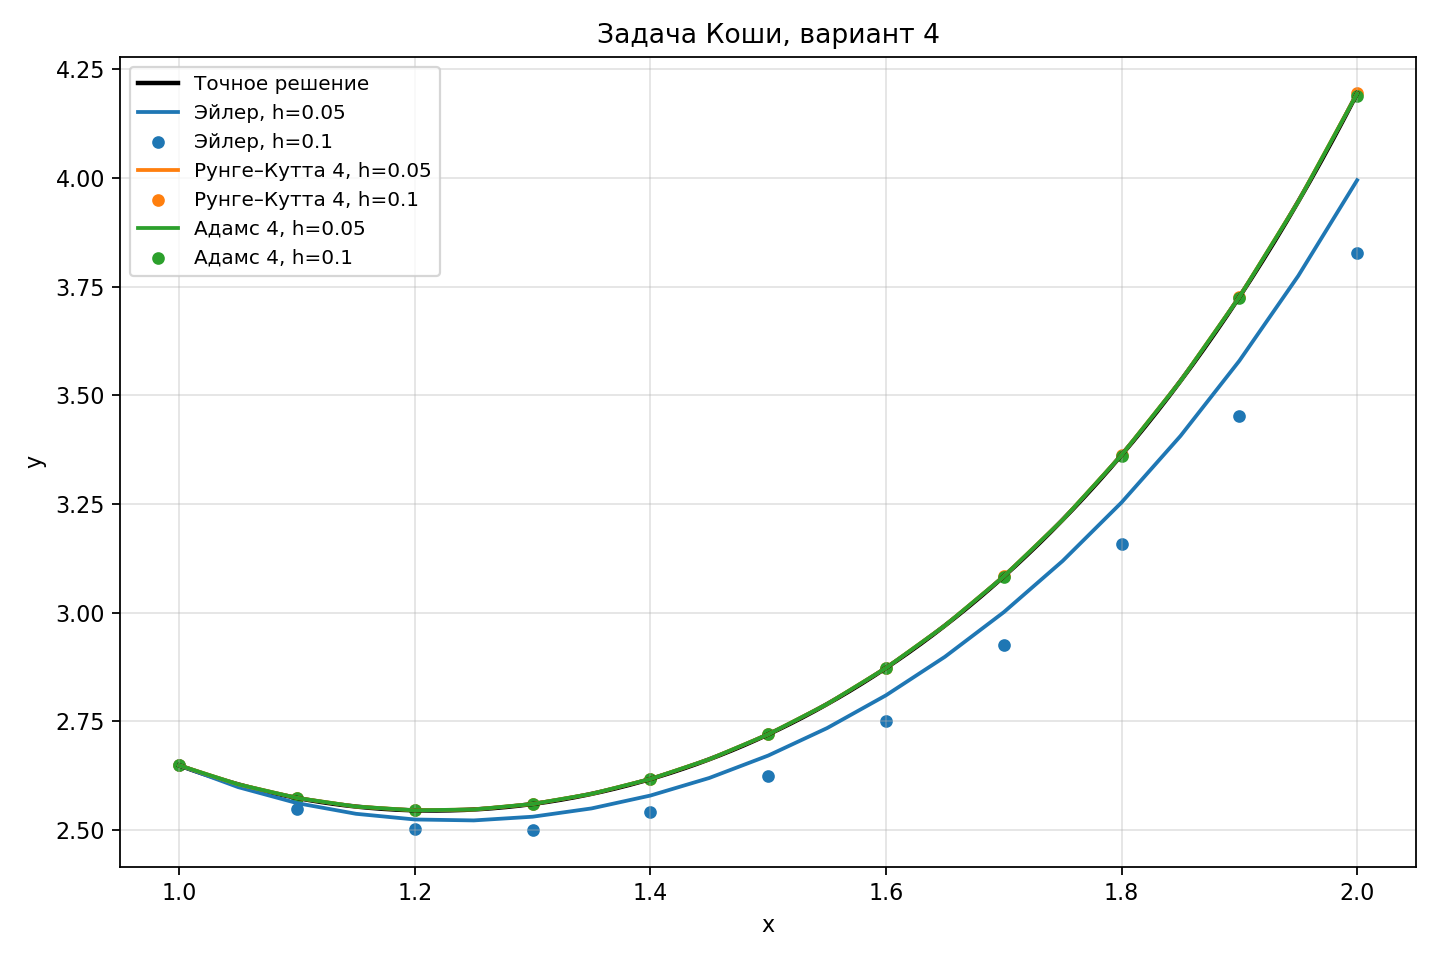 Задача Коши, вариант 4
Точное решение
Эйлер, h=0.05
Эйлер, h=0.1
Рунге–Кутта 4, h=0.05
Рунге–Кутта 4, h=0.1
Адамс 4, h=0.05
Адамс 4, h=0.1
4.25
4.00
3.75
3.50
3.25
3.00
2.75
2.50
y
1.0 1.2 1.4 1.6 1.8 2.0
x